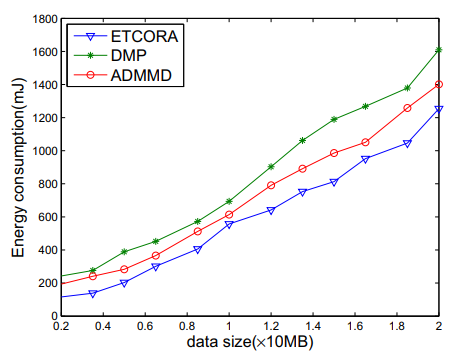 1800
1600
1400
1200
1000
800
600
400
200
0
Energy consumption(mJ)
ETCORA
DMP
ADMMD
0.2 0.4 0.6 0.8 1 1.2 1.4 1.6 1.8 2
data size(×10MB)